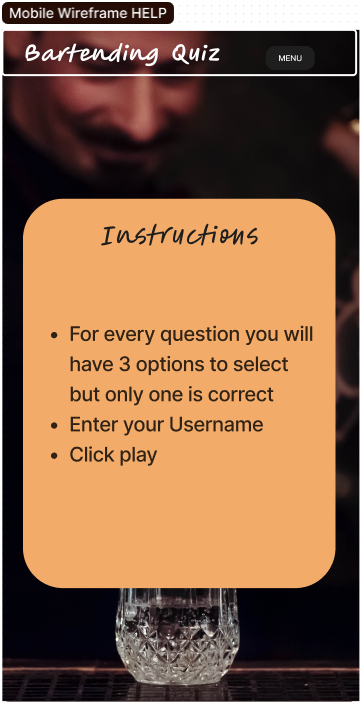 Mobile Wireframe HELP
Bartending Quiz
MENU
Instructions
• For every question you will
have 3 options to select
but only one is correct
• Enter your Username
• Click play